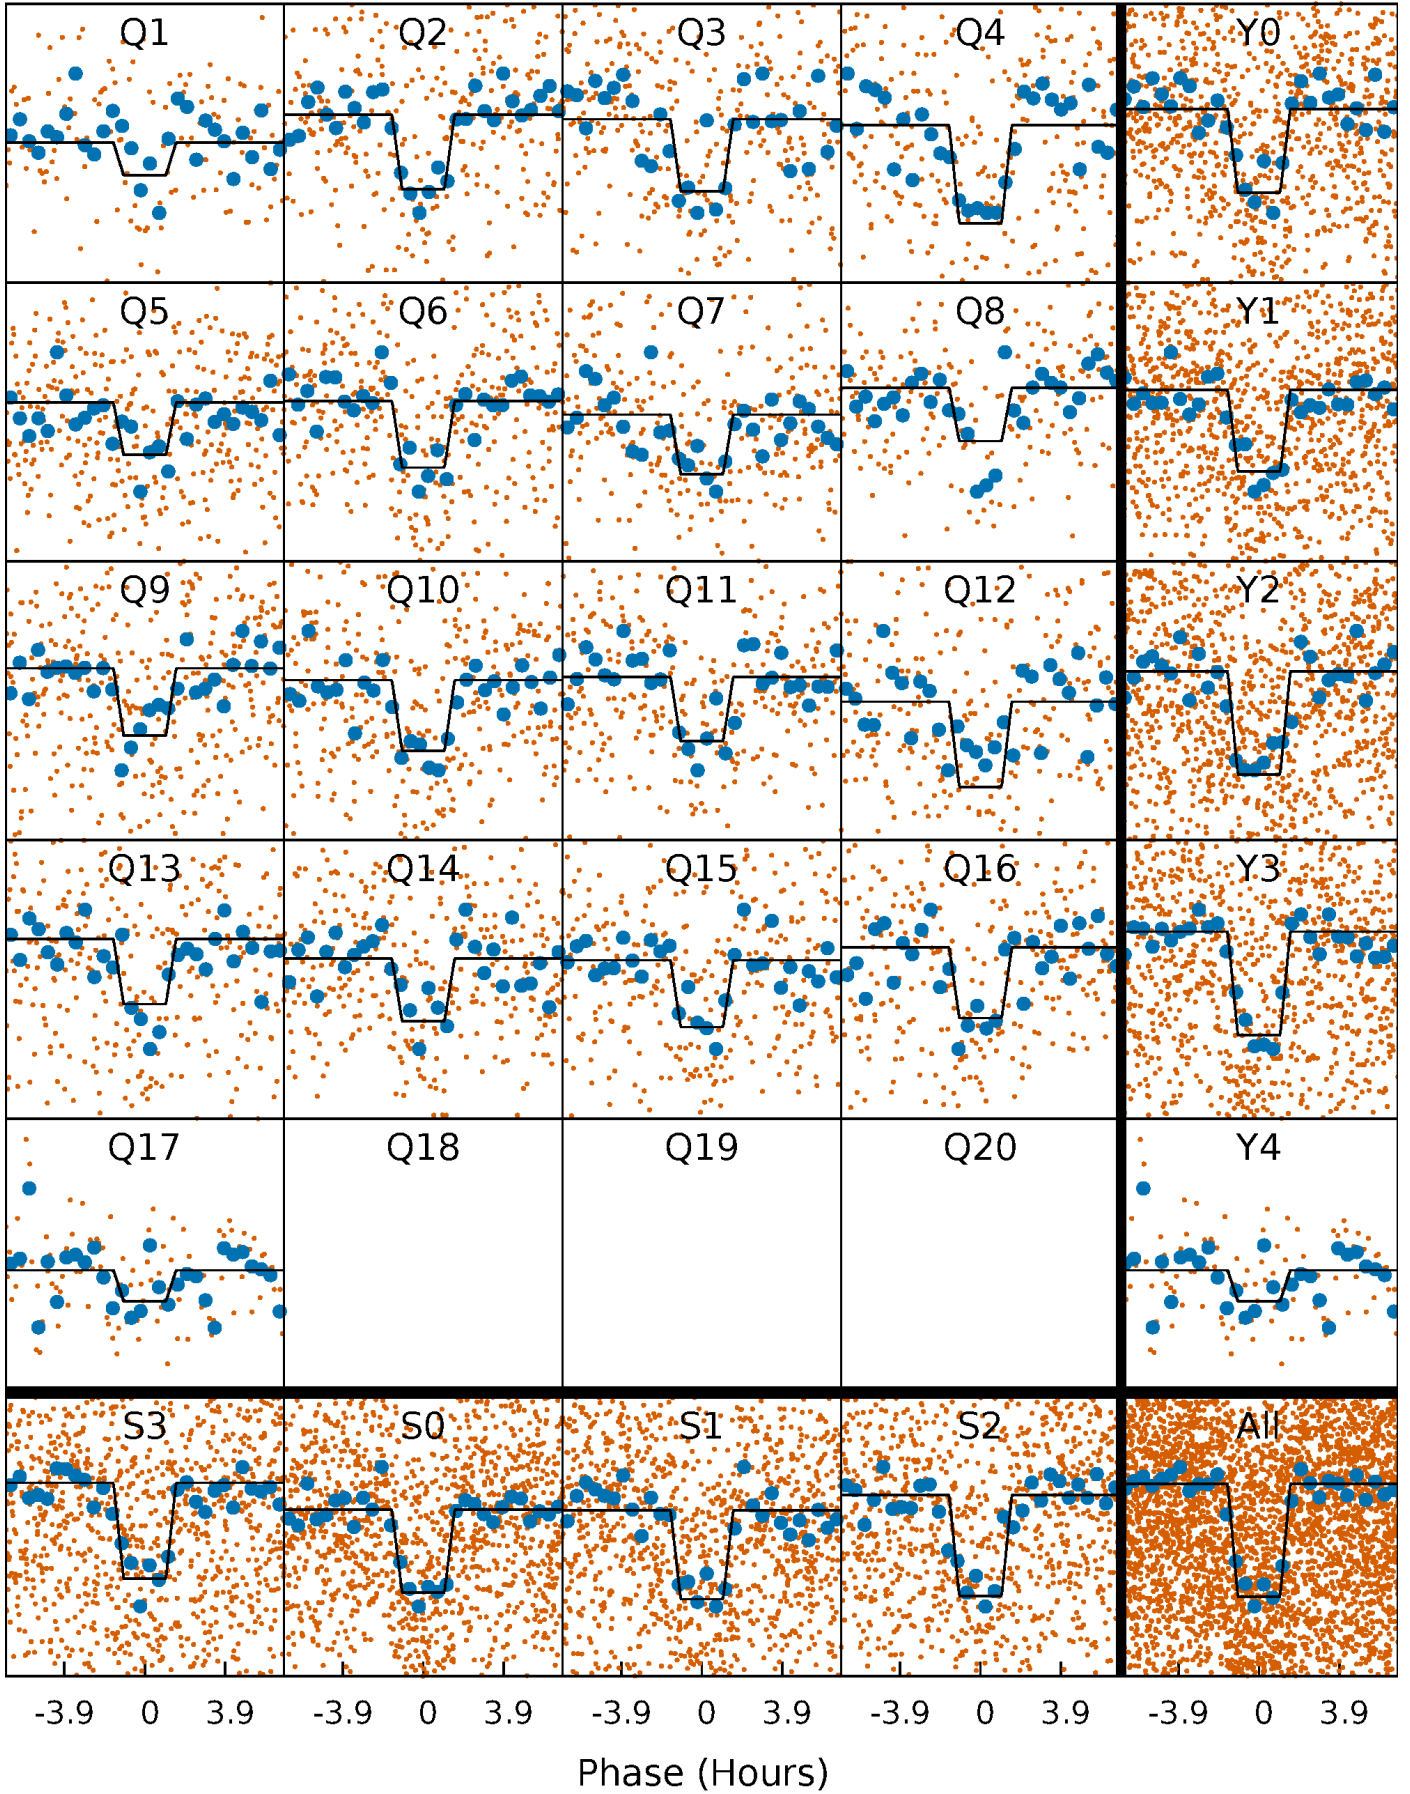 Q1 Q2 Q3 Q4 Y0
Q5 Q6 Q7 Q8 Y1
Q9 Q10 Q11 Q12 Y2
Q13 Q14 Q15 Q16 Y3
Q17 Q18 Q19 Q20 Y4
S3 S0 S1 S2 All
-3.9 0 3.9 -3.9 0 3.9 -3.9 0 3.9 -3.9 0 3.9 -3.9 0 3.9
Phase (Hours)